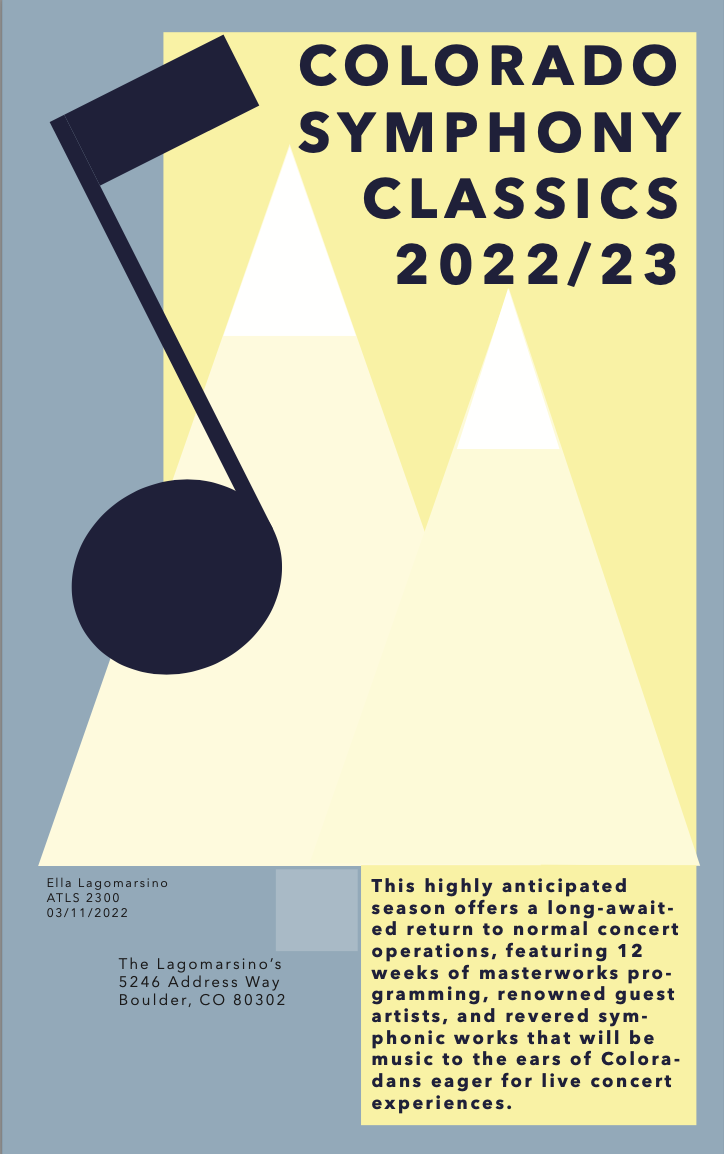 COLORADO
SYMPHONY
CLASSICS
2022/23
Ella Lagomarsino
ATLS 2300
03/11/2022
The Lagomarsino’s
5246 Address Way
Boulder, CO 80302
This highly anticipated
season offers a long-await-
ed return to normal concert
operations, featuring 12
weeks of masterworks pro-
gramming, renowned guest
artists, and revered sym-
phonic works that will be
music to the ears of Colora-
dans eager for live concert
experiences.